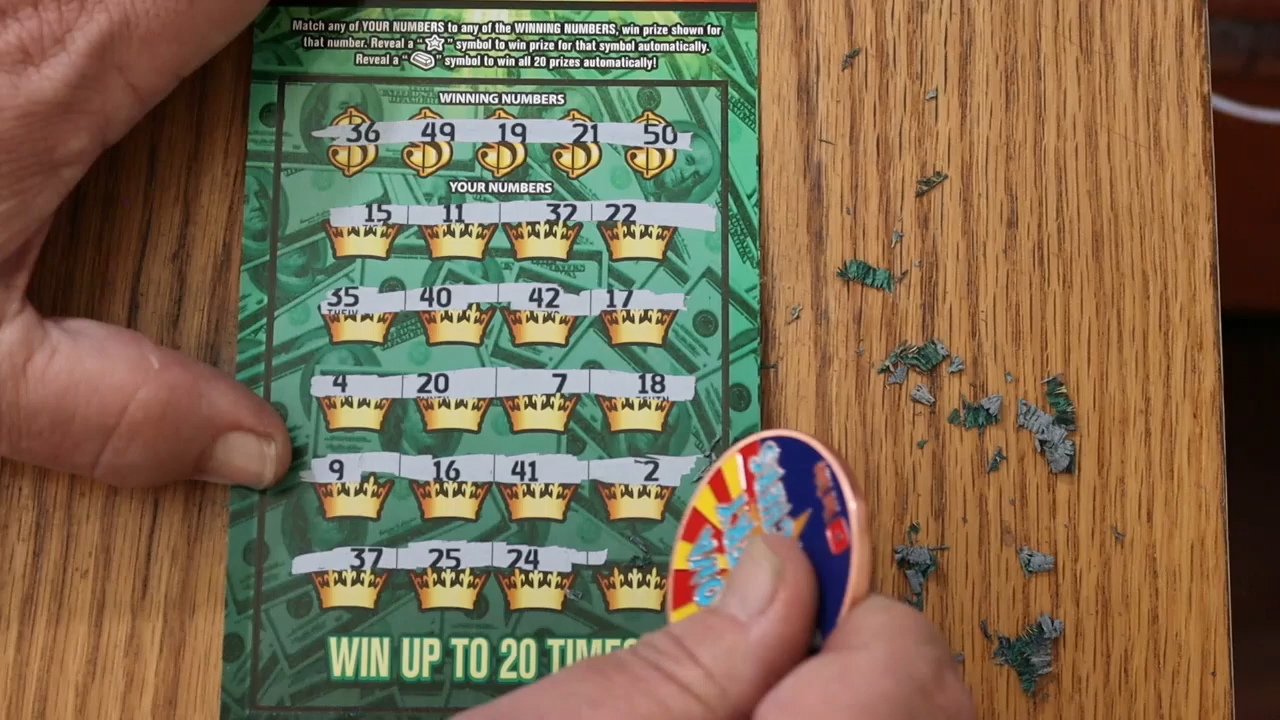 Match any of YOUR NUMBERS to any of the WINNING NUMBERS, win prize shown for
that number. Reveal a " " symbol to win prize for that symbol automatically.
Reveal a " " symbol to win all 20 prizes automatically!
WINNING NUMBERS
36 49 19 21 50
YOUR NUMBERS
15 11 32 22
35 40 42 17
4 20 7 18
9 16 41 2
37 25 24
WIN UP TO 20